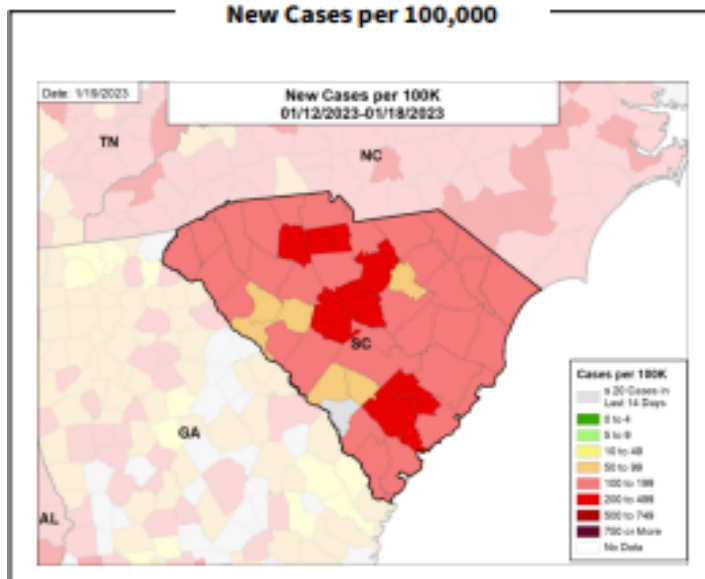 New Cases per 100,000
Date: 1/19/2023
New Cases per 100K
01/12/2023-01/18/2023
TN
NC
SC
GA
AL
Cases per 100K
≤ 20 Cases in
Last 14 Days
0 to 4
5 to 9
10 to 49
50 to 99
100 to 199
200 to 499
500 to 749
750 or More
No Data